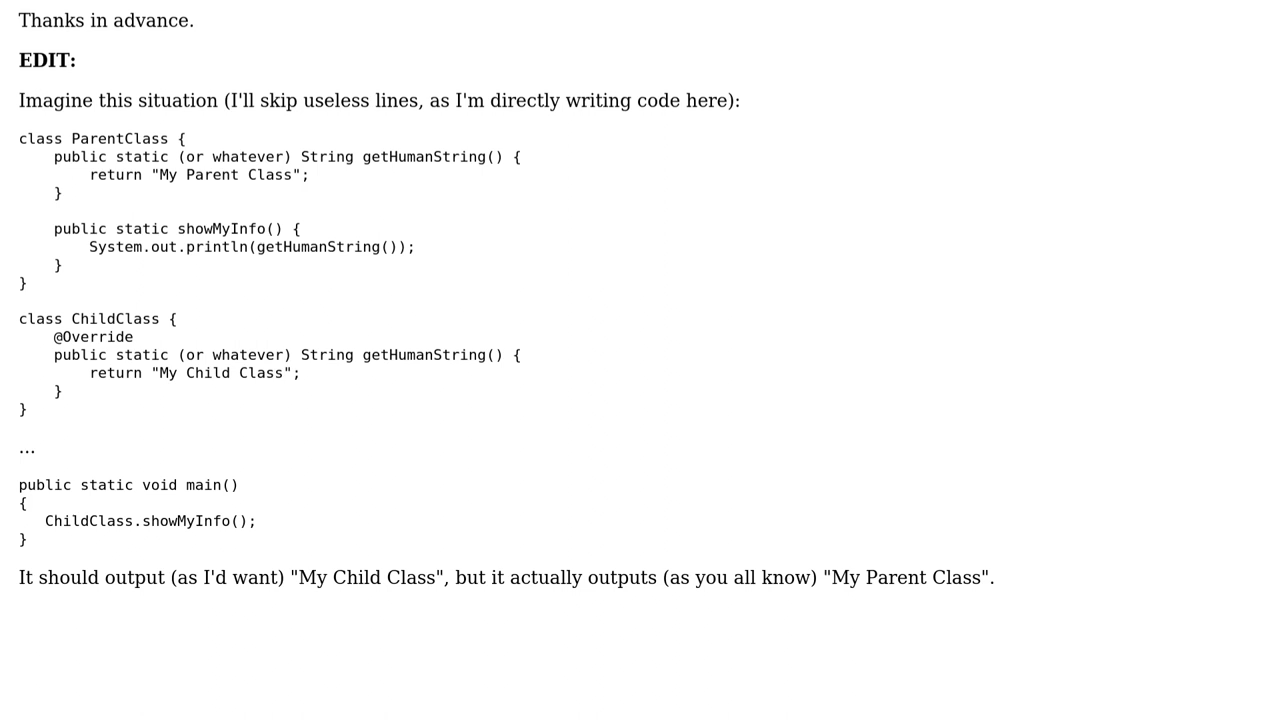 Thanks in advance.
EDIT:
Imagine this situation (I'll skip useless lines, as I'm directly writing code here):
class ParentClass {
    public static (or whatever) String getHumanString() {
        return "My Parent Class";
    }

    public static showMyInfo() {
        System.out.println(getHumanString());
    }
}

class ChildClass {
    @Override
    public static (or whatever) String getHumanString() {
        return "My Child Class";
    }
}
...
public static void main()
{
   ChildClass.showMyInfo();
}
It should output (as I'd want) "My Child Class", but it actually outputs (as you all know) "My Parent Class".